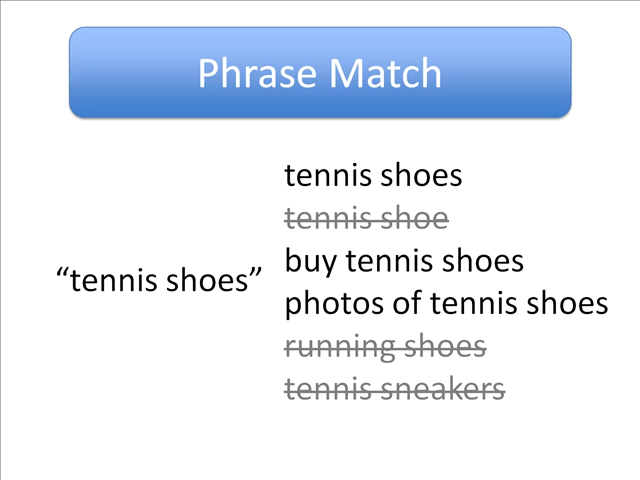 Phrase Match
tennis shoes
tennis shoe
“tennis shoes”
buy tennis shoes
photos of tennis shoes
running shoes
tennis sneakers